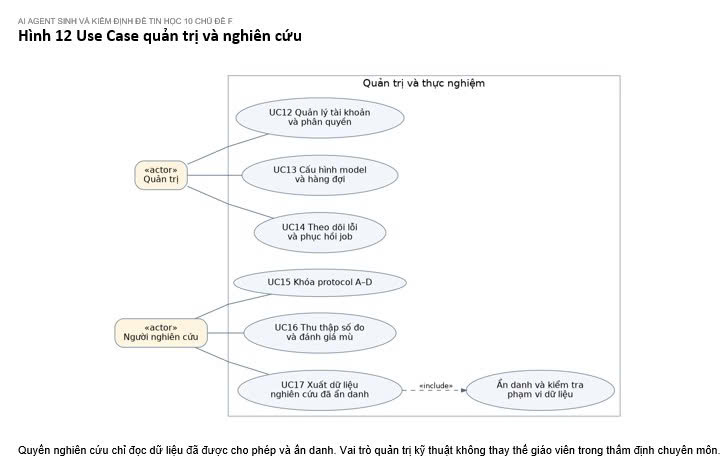 AI AGENT SINH VÀ KIỂM ĐỊNH ĐỀ TIN HỌC 10 CHỦ ĐỀ F
Hình 12 Use Case quản trị và nghiên cứu
Quản trị và thực nghiệm
UC12 Quản lý tài khoản
và phân quyền
«actor»
Quản trị
UC13 Cấu hình model
và hàng đợi
UC14 Theo dõi lỗi
và phục hồi job
UC15 Khóa protocol A–D
«actor»
Người nghiên cứu
UC16 Thu thập số đo
và đánh giá mù
UC17 Xuất dữ liệu
nghiên cứu đã ẩn danh
«include»
Ẩn danh và kiểm tra
phạm vi dữ liệu
Quyền nghiên cứu chỉ đọc dữ liệu đã được cho phép và ẩn danh. Vai trò quản trị kỹ thuật không thay thế giáo viên trong thẩm định chuyên môn.